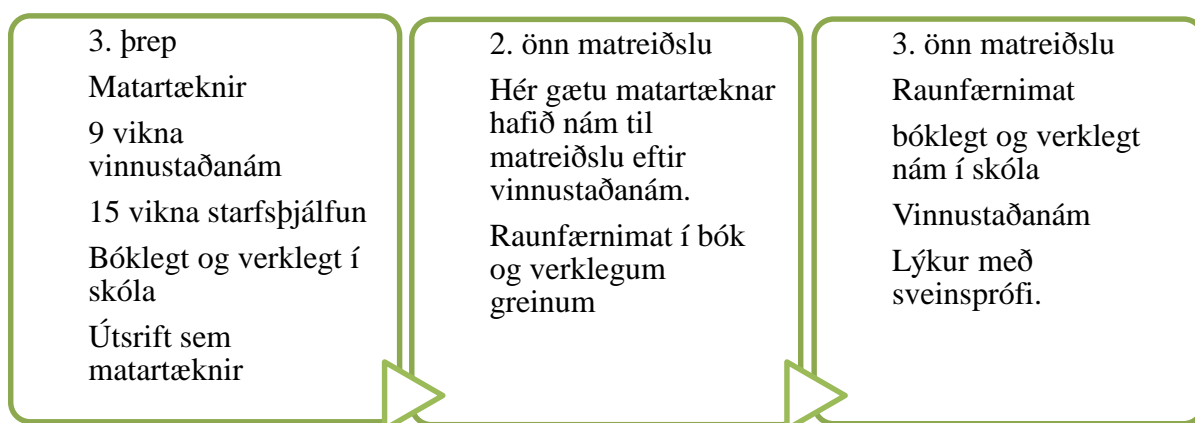 3. þrep
Matartæknir
9 vikna
vinnustaðanám
15 vikna starfsþjálfun
Bóklegt og verklegt í
skóla
Útsrift sem
matartæknir
2. önn matreiðslu
Hér gætu matartæknar
hafið nám til
matreiðslu eftir
vinnustaðanám.
Raunfærnimat í bók
og verklegum
greinum
3. önn matreiðslu
Raunfærnimat
bóklegt og verklegt
nám í skóla
Vinnustaðanám
Lýkur með
sveinsprófi.